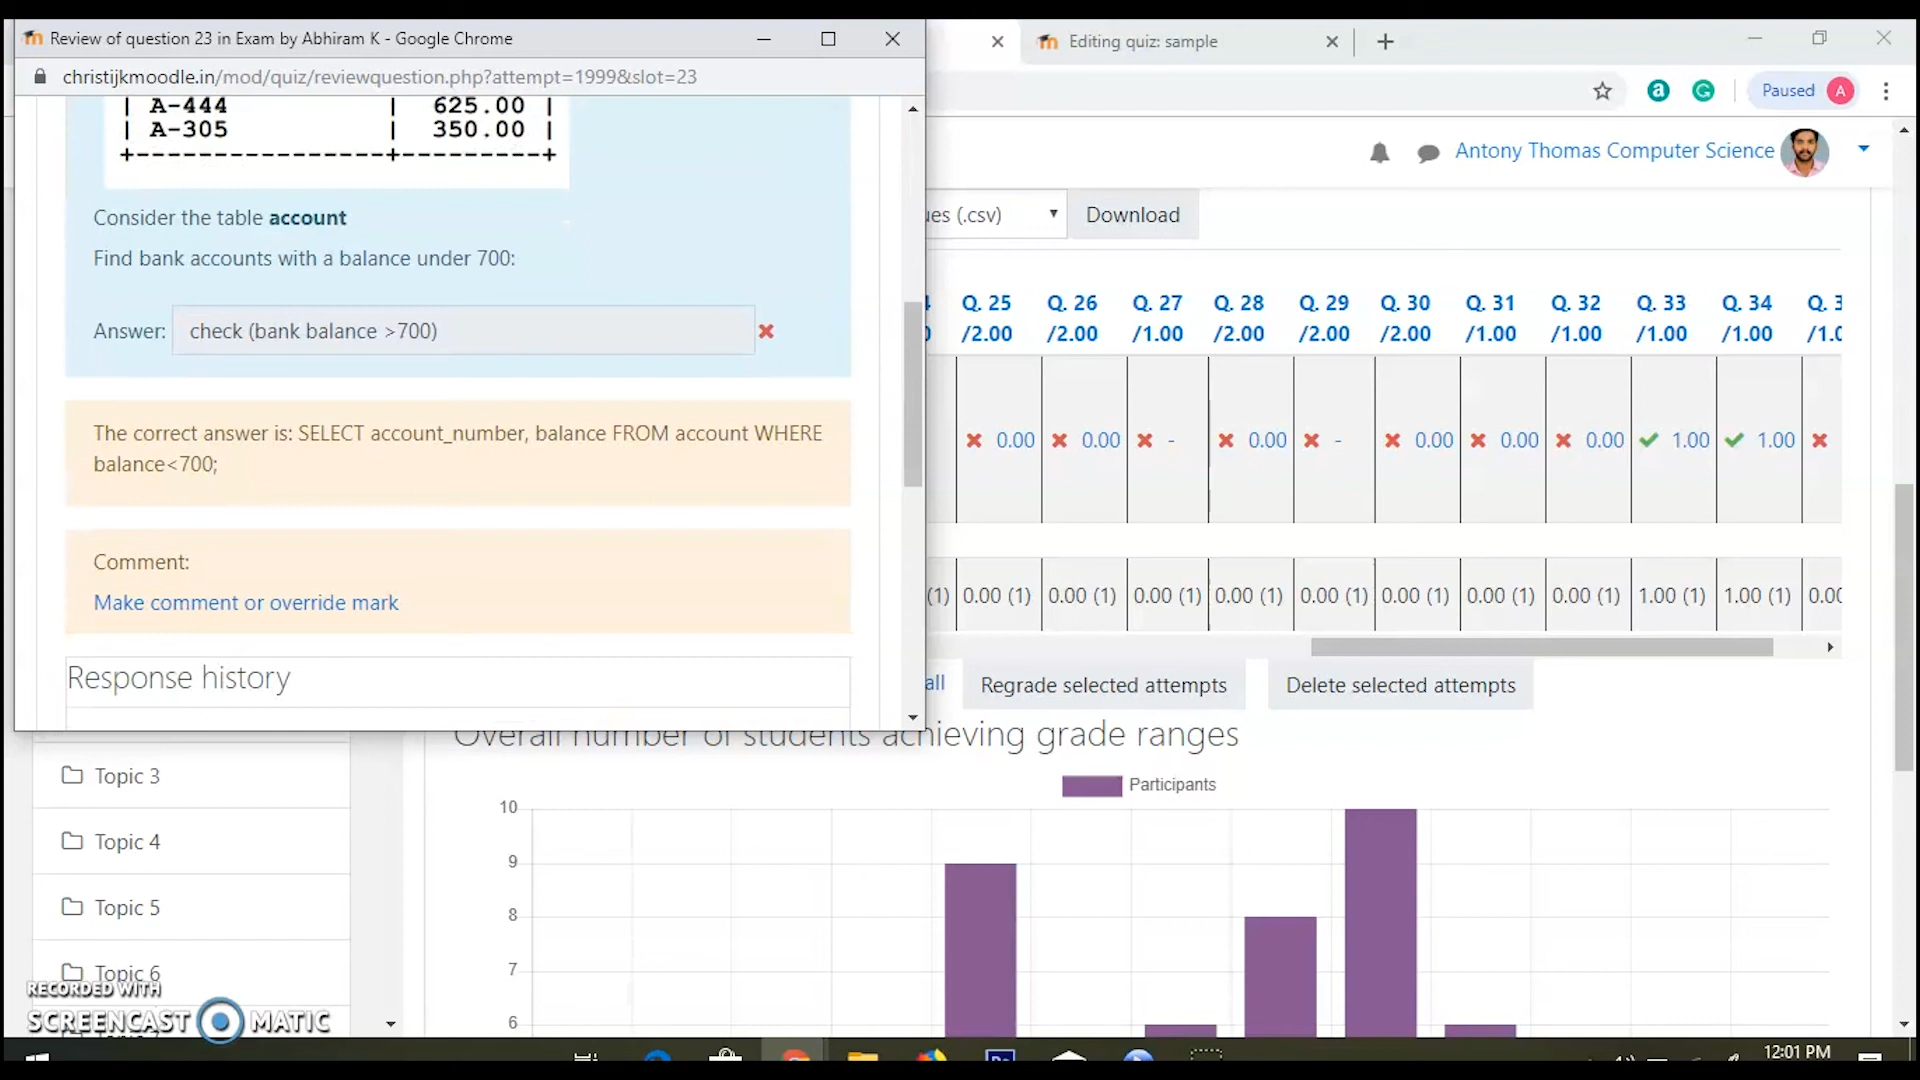 Review of question 23 in Exam by Abhiram K - Google Chrome
christijkmoodle.in/mod/quiz/reviewquestion.php?attempt=1999&slot=23
| A-444 | 625.00 |
| A-305 | 350.00 |
+----------------+---------+
Consider the table account
Find bank accounts with a balance under 700:
Answer: check (bank balance >700)
The correct answer is: SELECT account_number, balance FROM account WHERE
balance<700;
Comment:
Make comment or override mark
Response history
Editing quiz: sample
Paused A
Antony Thomas Computer Science
ues (.csv) Download
Q. 25 Q. 26 Q. 27 Q. 28 Q. 29 Q. 30 Q. 31 Q. 32 Q. 33 Q. 34 Q. 3
/2.00 /2.00 /1.00 /2.00 /2.00 /2.00 /1.00 /1.00 /1.00 /1.00 /1.0
0.00 0.00 - 0.00 - 0.00 0.00 0.00 1.00 1.00
(1) 0.00 (1) 0.00 (1) 0.00 (1) 0.00 (1) 0.00 (1) 0.00 (1) 0.00 (1) 0.00 (1) 1.00 (1) 1.00 (1) 0.00
all Regrade selected attempts Delete selected attempts
Overall number of students achieving grade ranges
Participants
10
9
8
7
6
Topic 3
Topic 4
Topic 5
Topic 6
RECORDED WITH
SCREENCAST MATIC
12:01 PM